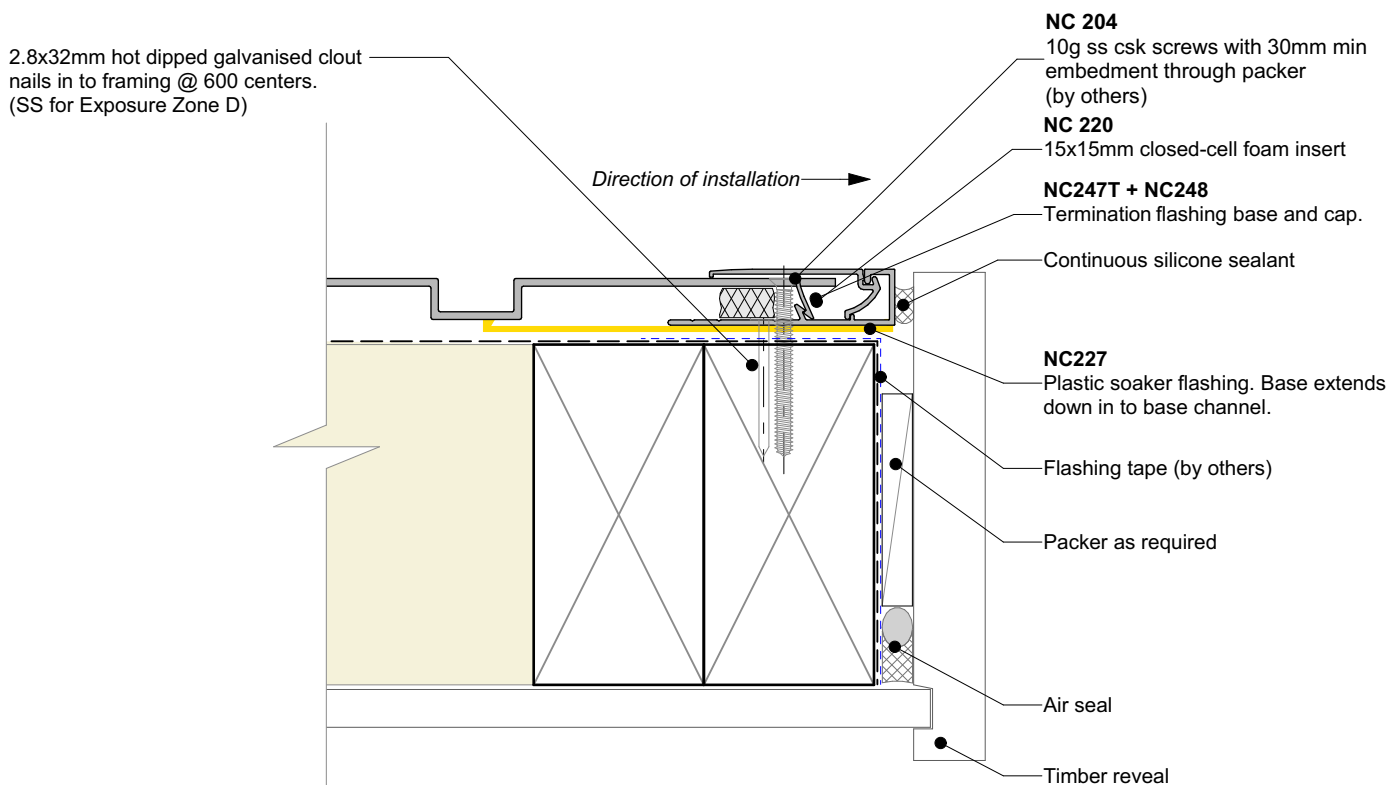 2.8x32mm hot dipped galvanised clout
nails in to framing @ 600 centers.
(SS for Exposure Zone D)
Direction of installation
NC 204
10g ss csk screws with 30mm min
embedment through packer
(by others)
NC 220
15x15mm closed-cell foam insert
NC247T + NC248
Termination flashing base and cap.
Continuous silicone sealant
NC227
Plastic soaker flashing. Base extends
down in to base channel.
Flashing tape (by others)
Packer as required
Air seal
Timber reveal